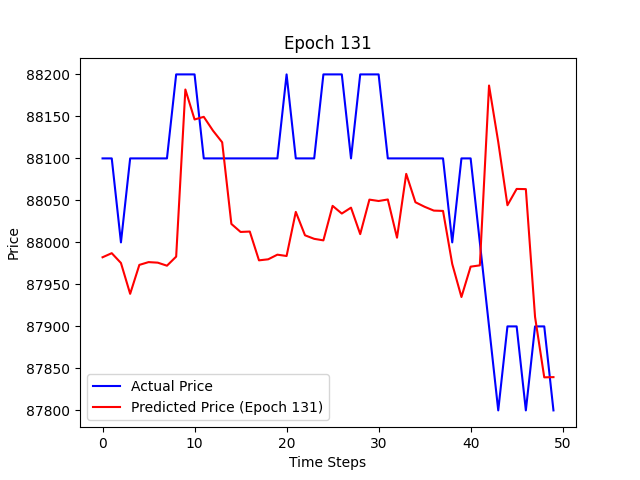 Epoch 131
88200
88150
88100
88050
88000
87950
87900
87850
87800
Price
Actual Price
Predicted Price (Epoch 131)
0 10 20 30 40 50
Time Steps